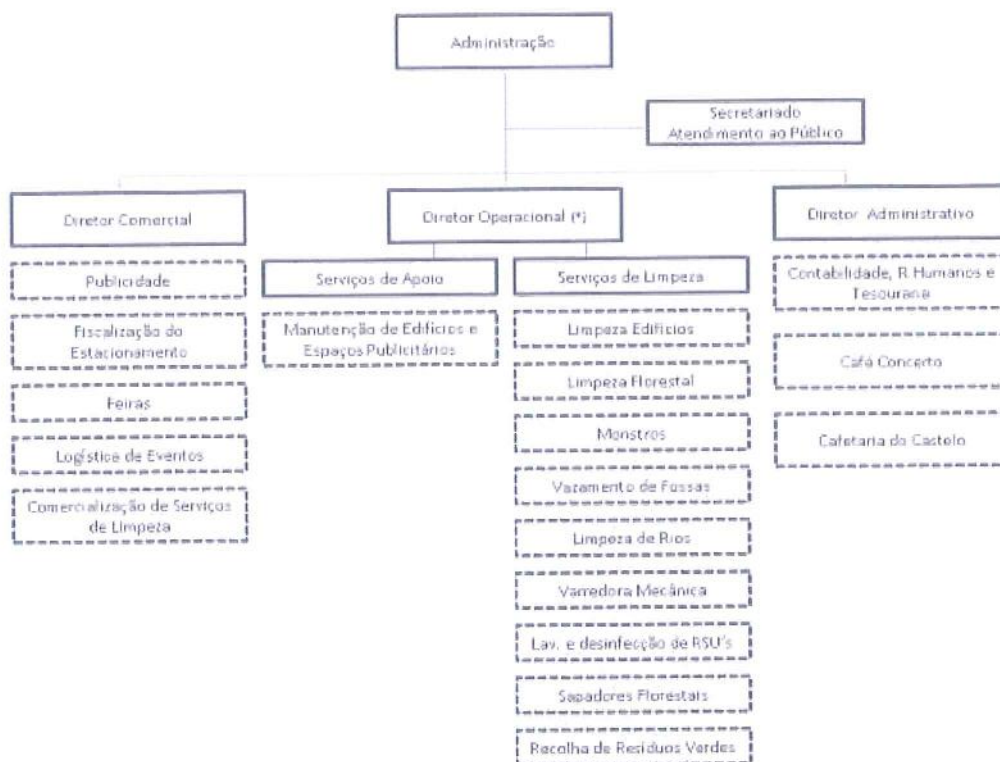 Administração
Secretariado
Atendimento ao Público
Diretor Comercial
Publicidade
Fiscalização do
Estacionamento
Feiras
Logística de Eventos
Comercialização de Serviços
de Limpeza
Diretor Operacional (*)
Serviços de Apoio
Manutenção de Edifícios e
Espaços Publicitários
Serviços de Limpeza
Limpeza Edifícios
Limpeza Florestal
Monstros
Vazamento de Fossas
Limpeza de Rios
Varredora Mecânica
Lav. e desinfecção de RSU's
Sapadores Florestais
Recolha de Resíduos Verdes
Diretor Administrativo
Contabilidade, R Humanos e
Tesouraria
Café Concerto
Cafetaria do Castelo